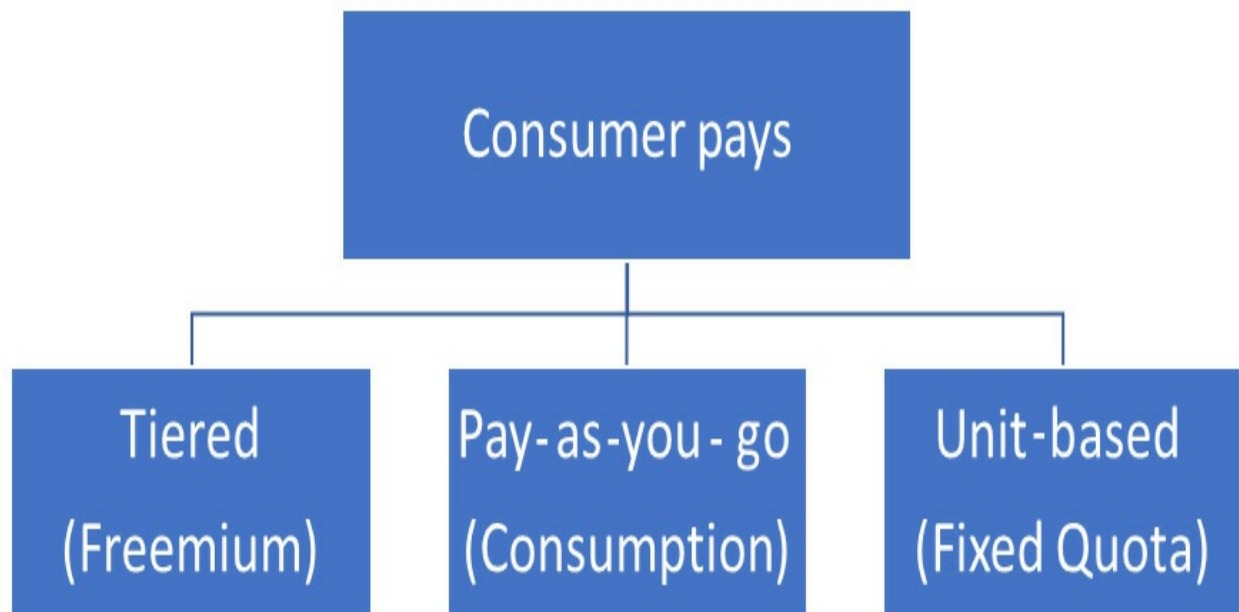 Consumer pays
Tiered
(Freemium)
Pay-as-you-go
(Consumption)
Unit-based
(Fixed Quota)